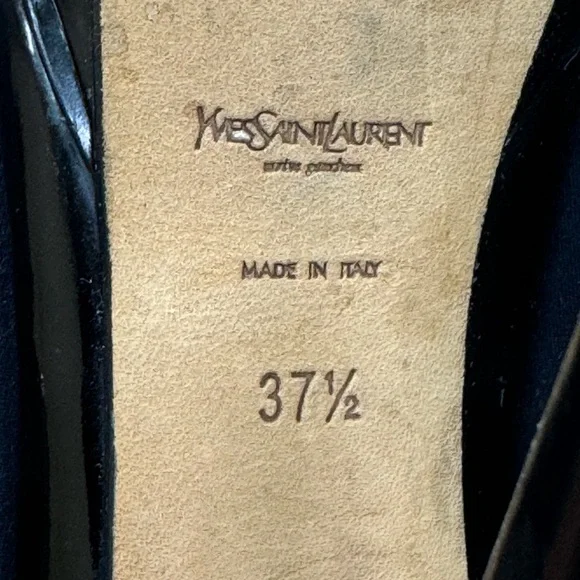 YVESSAINTLAURENT
rive gauche
MADE IN ITALY
37½